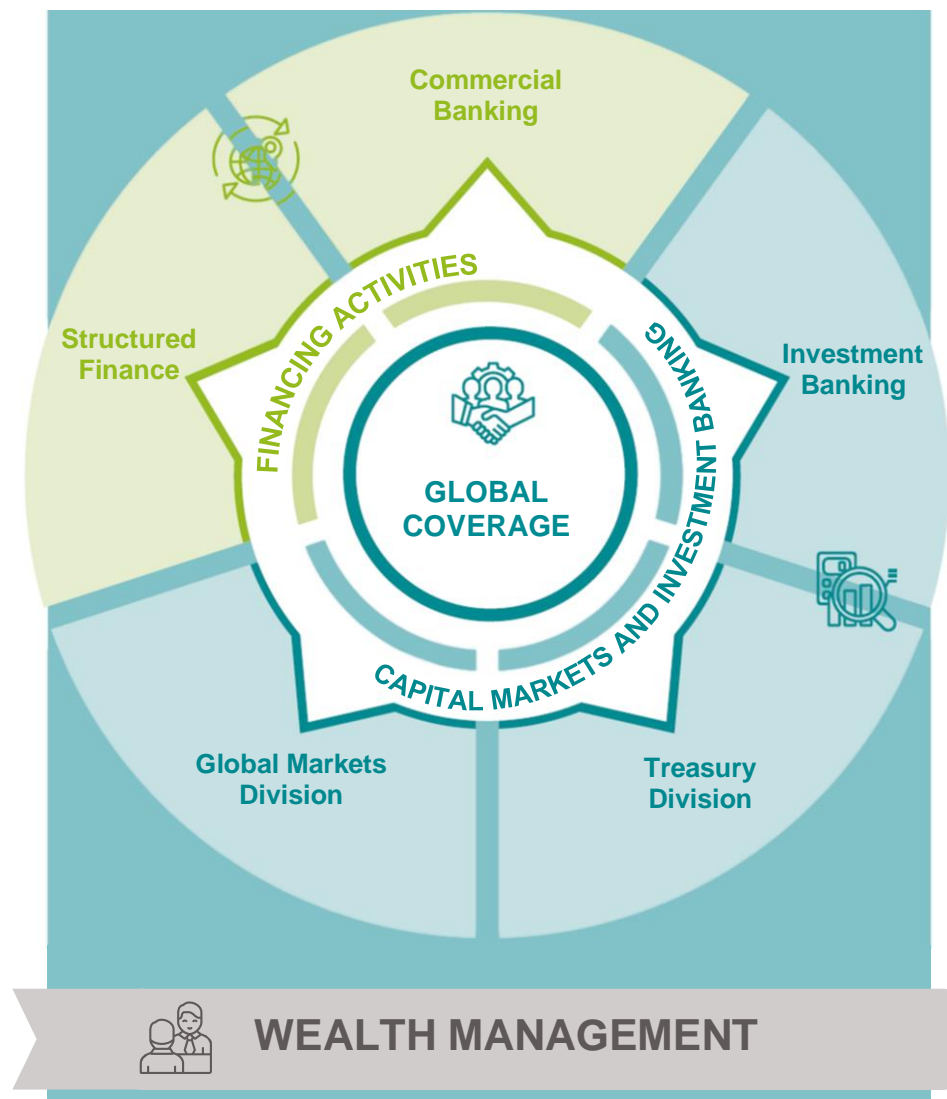 Commercial
Banking
FINANCING ACTIVITIES
Structured
Finance
Investment
Banking
GLOBAL
COVERAGE
CAPITAL MARKETS AND INVESTMENT BANKING
Global Markets
Division
Treasury
Division
WEALTH MANAGEMENT